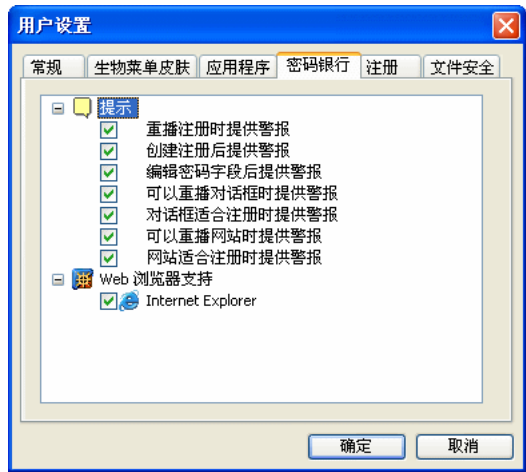 用户设置
常规 生物菜单皮肤 应用程序 密码银行 注册 文件安全
提示
重播注册时提供警报
创建注册后提供警报
编辑密码字段后提供警报
可以重播对话框时提供警报
对话框适合注册时提供警报
可以重播网站时提供警报
网站适合注册时提供警报
Web 浏览器支持
Internet Explorer
确定 取消